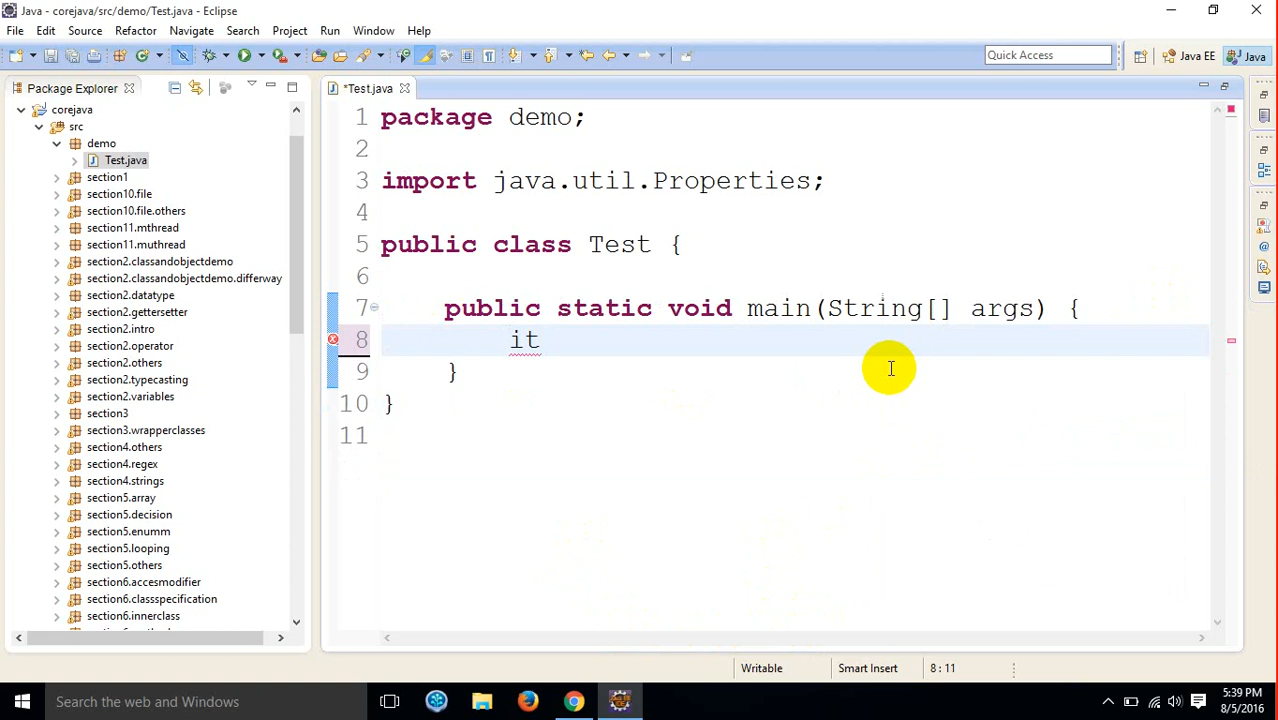 Java - corejava/src/demo/Test.java - Eclipse
File Edit Source Refactor Navigate Search Project Run Window Help
Quick Access
Java EE
Java
Package Explorer
*Test.java
corejava
src
demo
Test.java
section1
section10.file
section10.file.others
section11.mthread
section11.muthread
section2.classandobjectdemo
section2.classandobjectdemo.differway
section2.datatype
section2.gettersetter
section2.intro
section2.operator
section2.others
section2.typecasting
section2.variables
section3
section3.wrapperclasses
section4.others
section4.regex
section4.strings
section5.array
section5.decision
section5.enumm
section5.looping
section5.others
section6.accesmodifier
section6.classspecification
section6.innerclass
1 package demo;
2
3 import java.util.Properties;
4
5 public class Test {
6
7 public static void main(String[] args) {
8 it
9 }
10 }
11
Writable
Smart Insert
8 : 11
Search the web and Windows
5:39 PM
8/5/2016